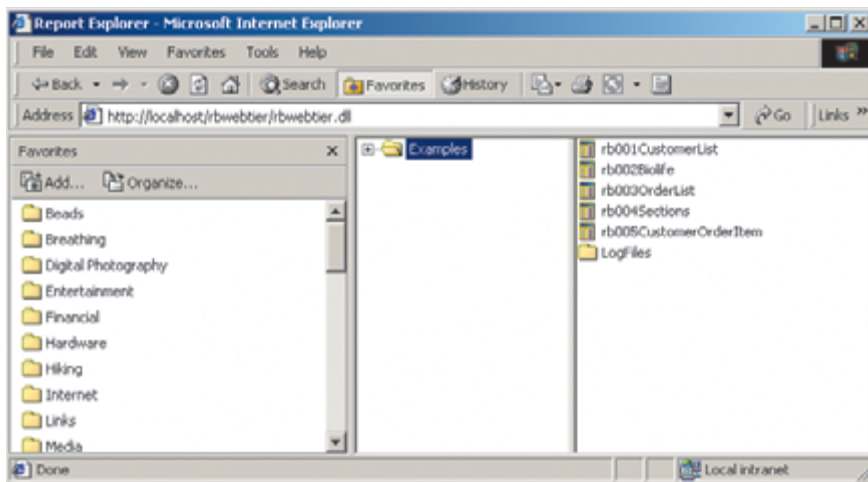 Report Explorer - Microsoft Internet Explorer
File Edit View Favorites Tools Help
Back Search Favorites History
Address http://localhost/rbwebtier/rbwebtier.dll Go Links »
Favorites
Add... Organize...
Beads
Breathing
Digital Photography
Entertainment
Financial
Hardware
Hiking
Internet
Links
Media
Examples
rb001CustomerList
rb002Biolife
rb003OrderList
rb004Sections
rb005CustomerOrderItem
LogFiles
Done Local intranet